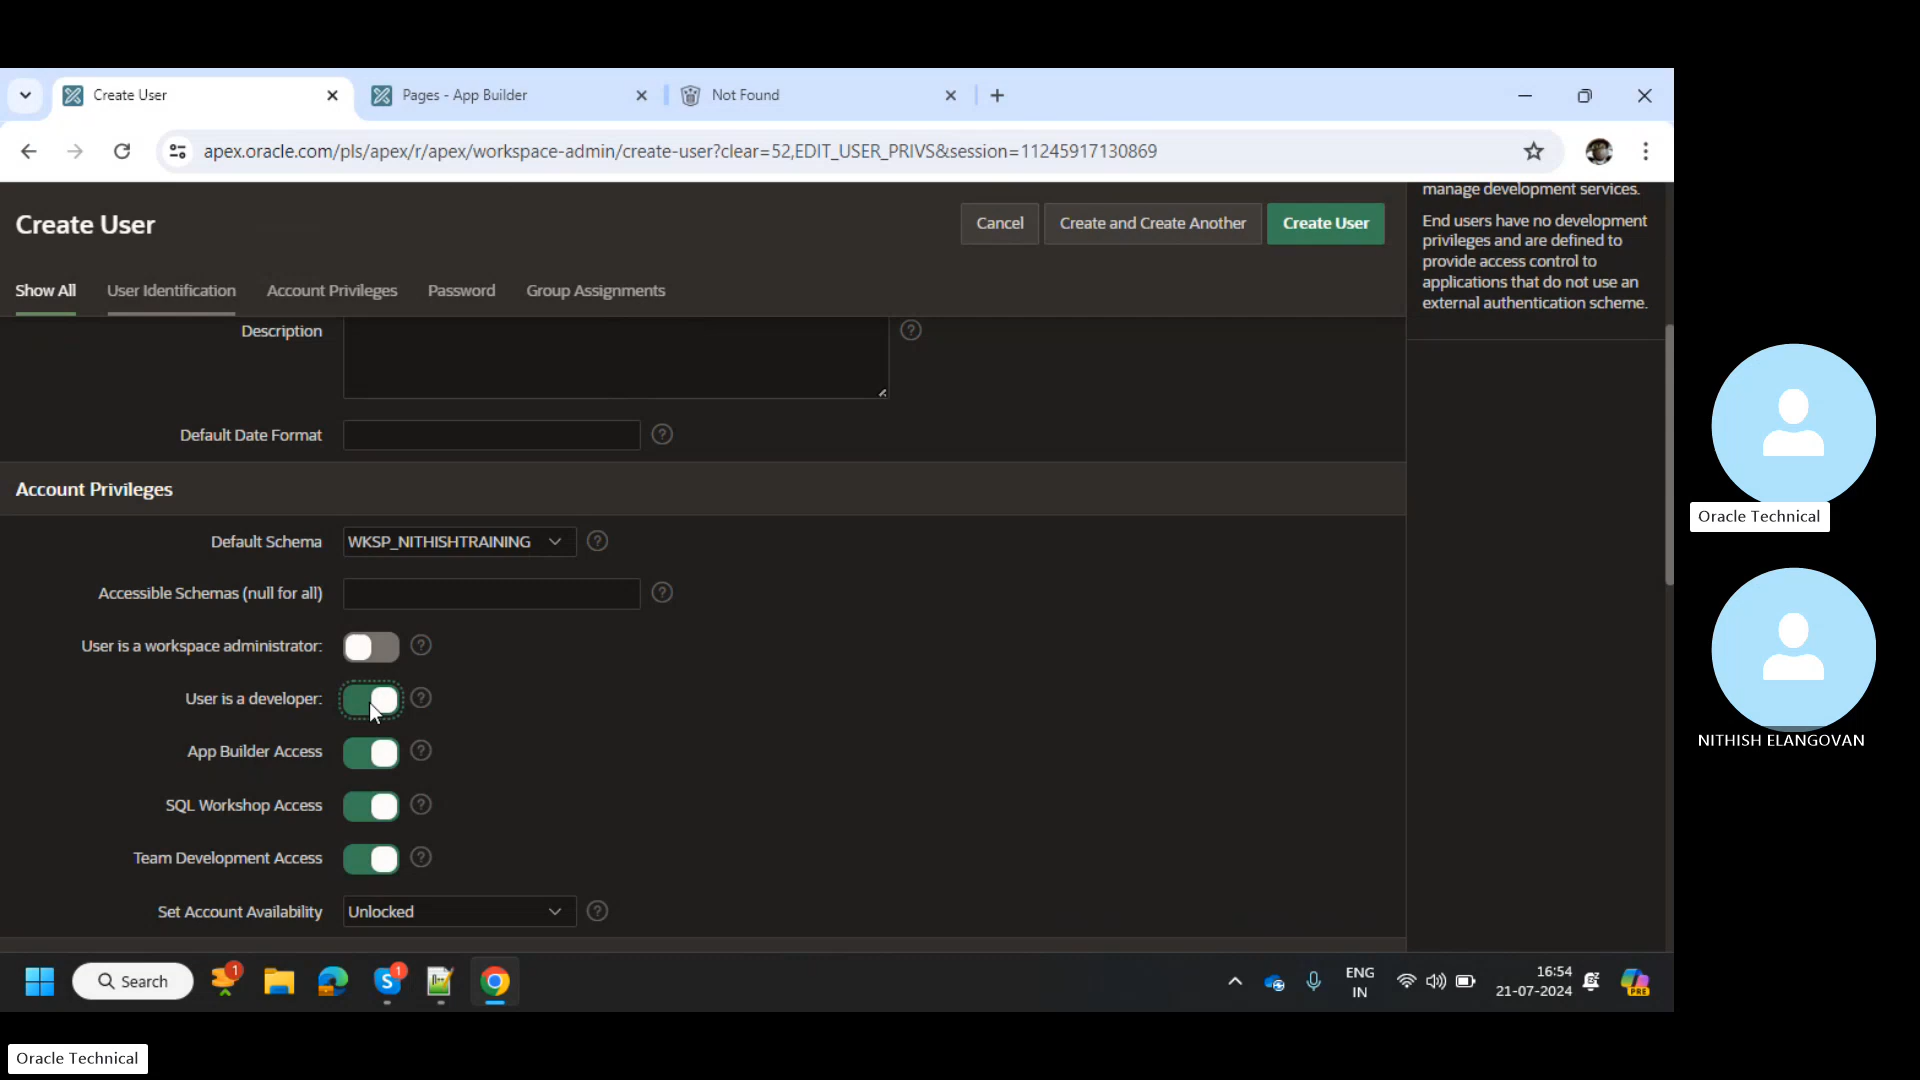 Create User
Pages - App Builder
Not Found
apex.oracle.com/pls/apex/r/apex/workspace-admin/create-user?clear=52,EDIT_USER_PRIVS&session=11245917130869
Create User
Cancel
Create and Create Another
Create User
manage development services.
End users have no development
privileges and are defined to
provide access control to
applications that do not use an
external authentication scheme.
Show All
User Identification
Account Privileges
Password
Group Assignments
Description
Default Date Format
Account Privileges
Default Schema
WKSP_NITHISHTRAINING
Accessible Schemas (null for all)
User is a workspace administrator:
User is a developer:
App Builder Access
SQL Workshop Access
Team Development Access
Set Account Availability
Unlocked
Oracle Technical
NITHISH ELANGOVAN
Search
1
1
ENG
IN
16:54
21-07-2024
PRE
Oracle Technical